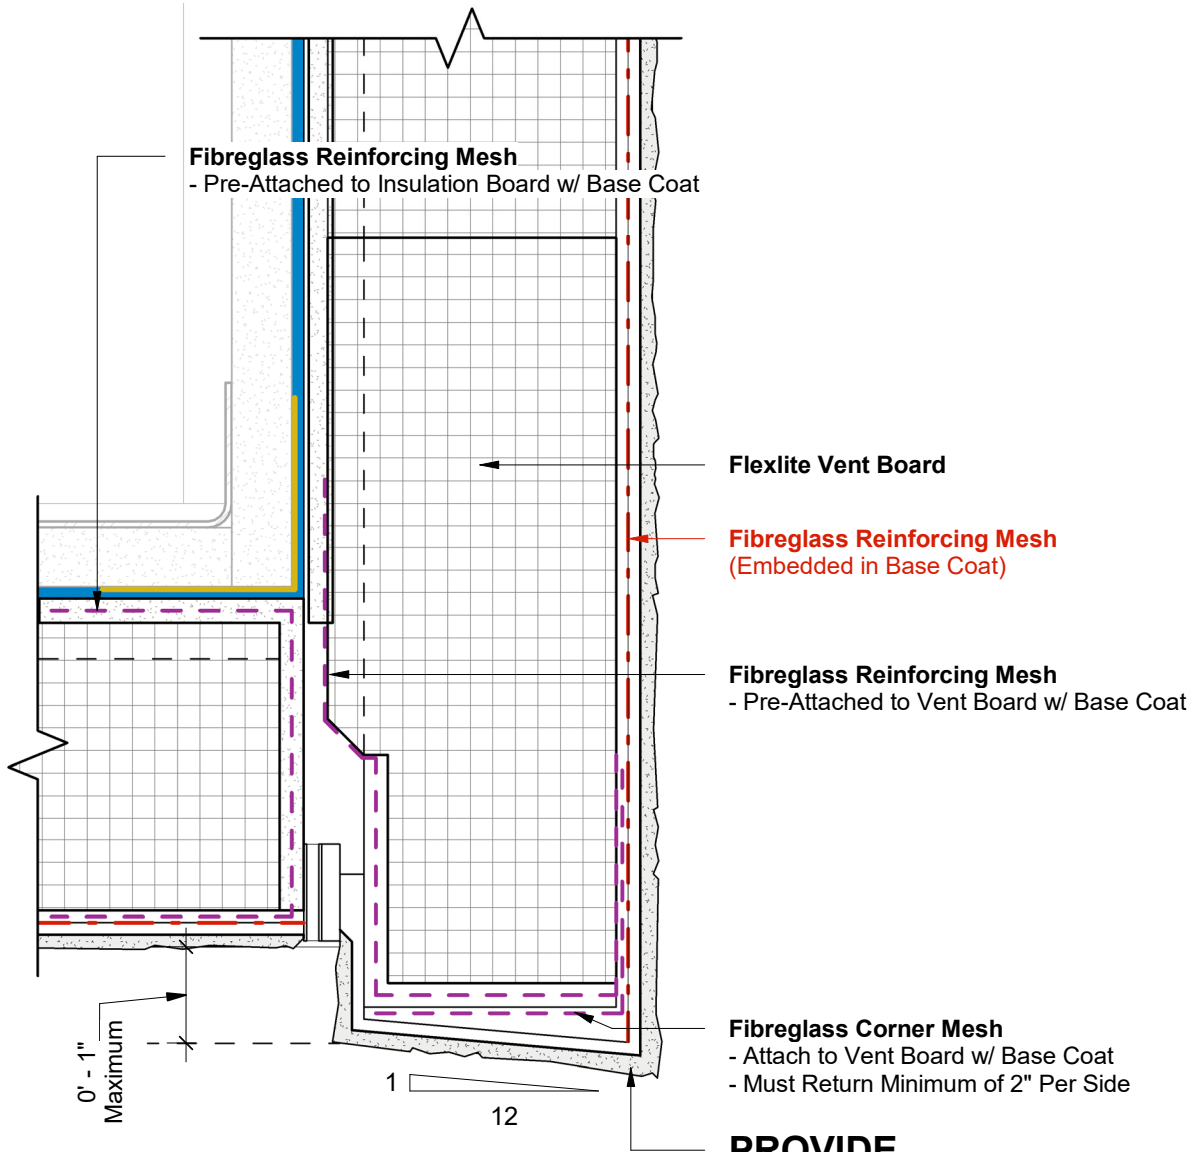 Fibreglass Reinforcing Mesh
- Pre-Attached to Insulation Board w/ Base Coat
Flexlite Vent Board
Fibreglass Reinforcing Mesh
(Embedded in Base Coat)
Fibreglass Reinforcing Mesh
- Pre-Attached to Vent Board w/ Base Coat
0' - 1"
Maximum
Fibreglass Corner Mesh
- Attach to Vent Board w/ Base Coat
- Must Return Minimum of 2" Per Side
1
12
PROVIDE